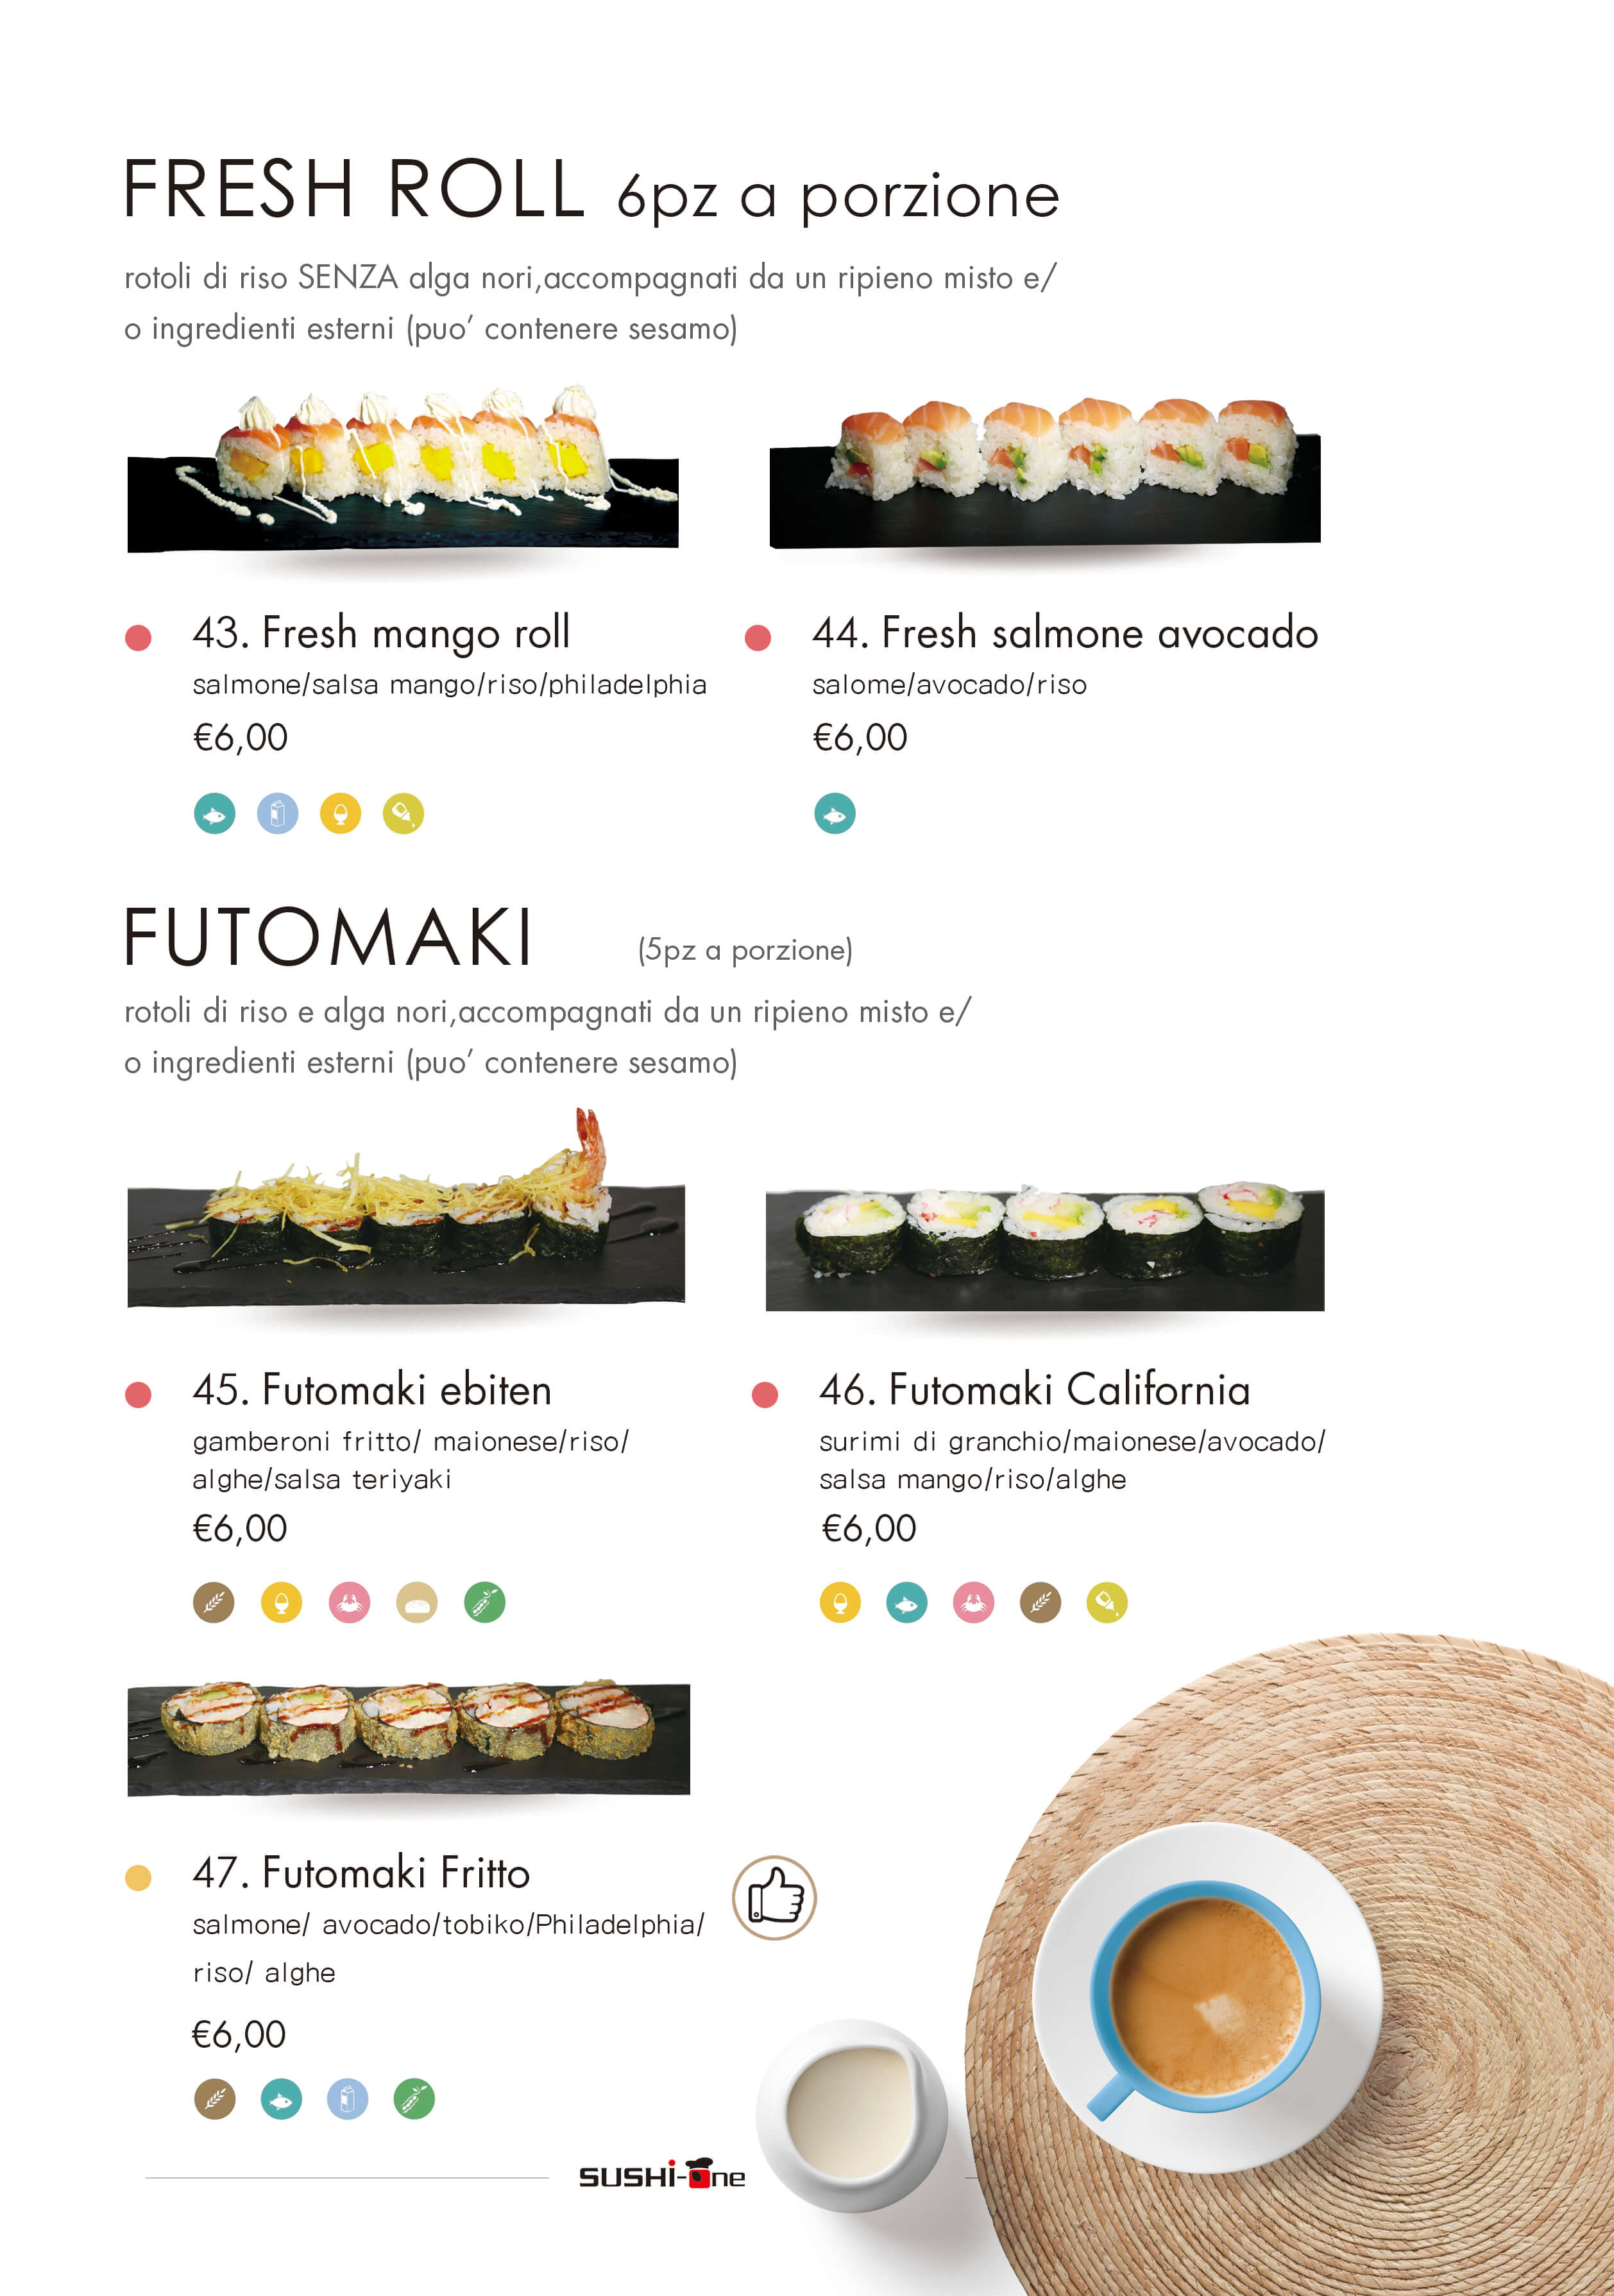 FRESH ROLL 6pz a porzione
rotoli di riso SENZA alga nori,accompagnati da un ripieno misto e/
o ingredienti esterni (puo’ contenere sesamo)
43. Fresh mango roll
salmone/salsa mango/riso/philadelphia
€6,00
44. Fresh salmone avocado
salome/avocado/riso
€6,00
FUTOMAKI (5pz a porzione)
rotoli di riso e alga nori,accompagnati da un ripieno misto e/
o ingredienti esterni (puo’ contenere sesamo)
45. Futomaki ebiten
gamberoni fritto/ maionese/riso/
alghe/salsa teriyaki
€6,00
46. Futomaki California
surimi di granchio/maionese/avocado/
salsa mango/riso/alghe
€6,00
47. Futomaki Fritto
salmone/ avocado/tobiko/Philadelphia/
riso/ alghe
€6,00
SUSHi-One